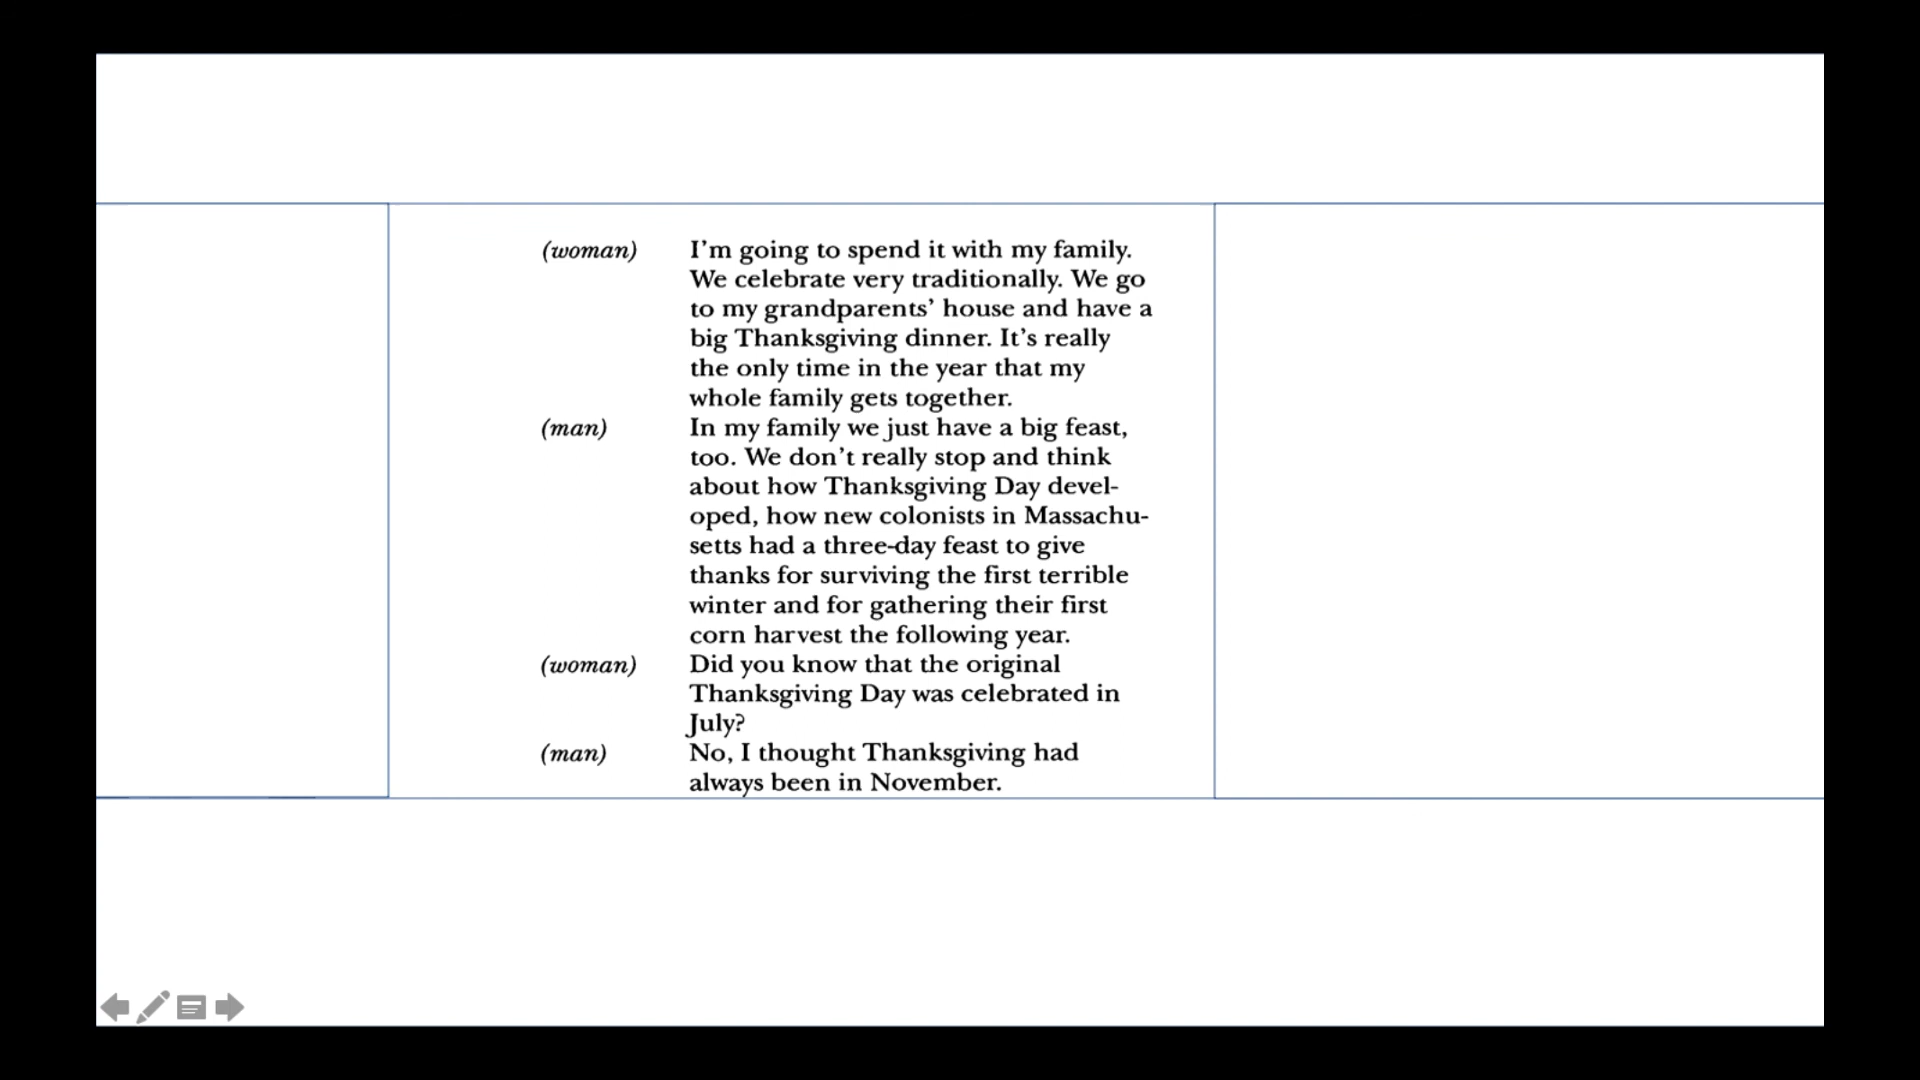 (woman) I'm going to spend it with my family.
We celebrate very traditionally. We go
to my grandparents' house and have a
big Thanksgiving dinner. It's really
the only time in the year that my
whole family gets together.
(man) In my family we just have a big feast,
too. We don't really stop and think
about how Thanksgiving Day devel-
oped, how new colonists in Massachu-
setts had a three-day feast to give
thanks for surviving the first terrible
winter and for gathering their first
corn harvest the following year.
(woman) Did you know that the original
Thanksgiving Day was celebrated in
July?
(man) No, I thought Thanksgiving had
always been in November.